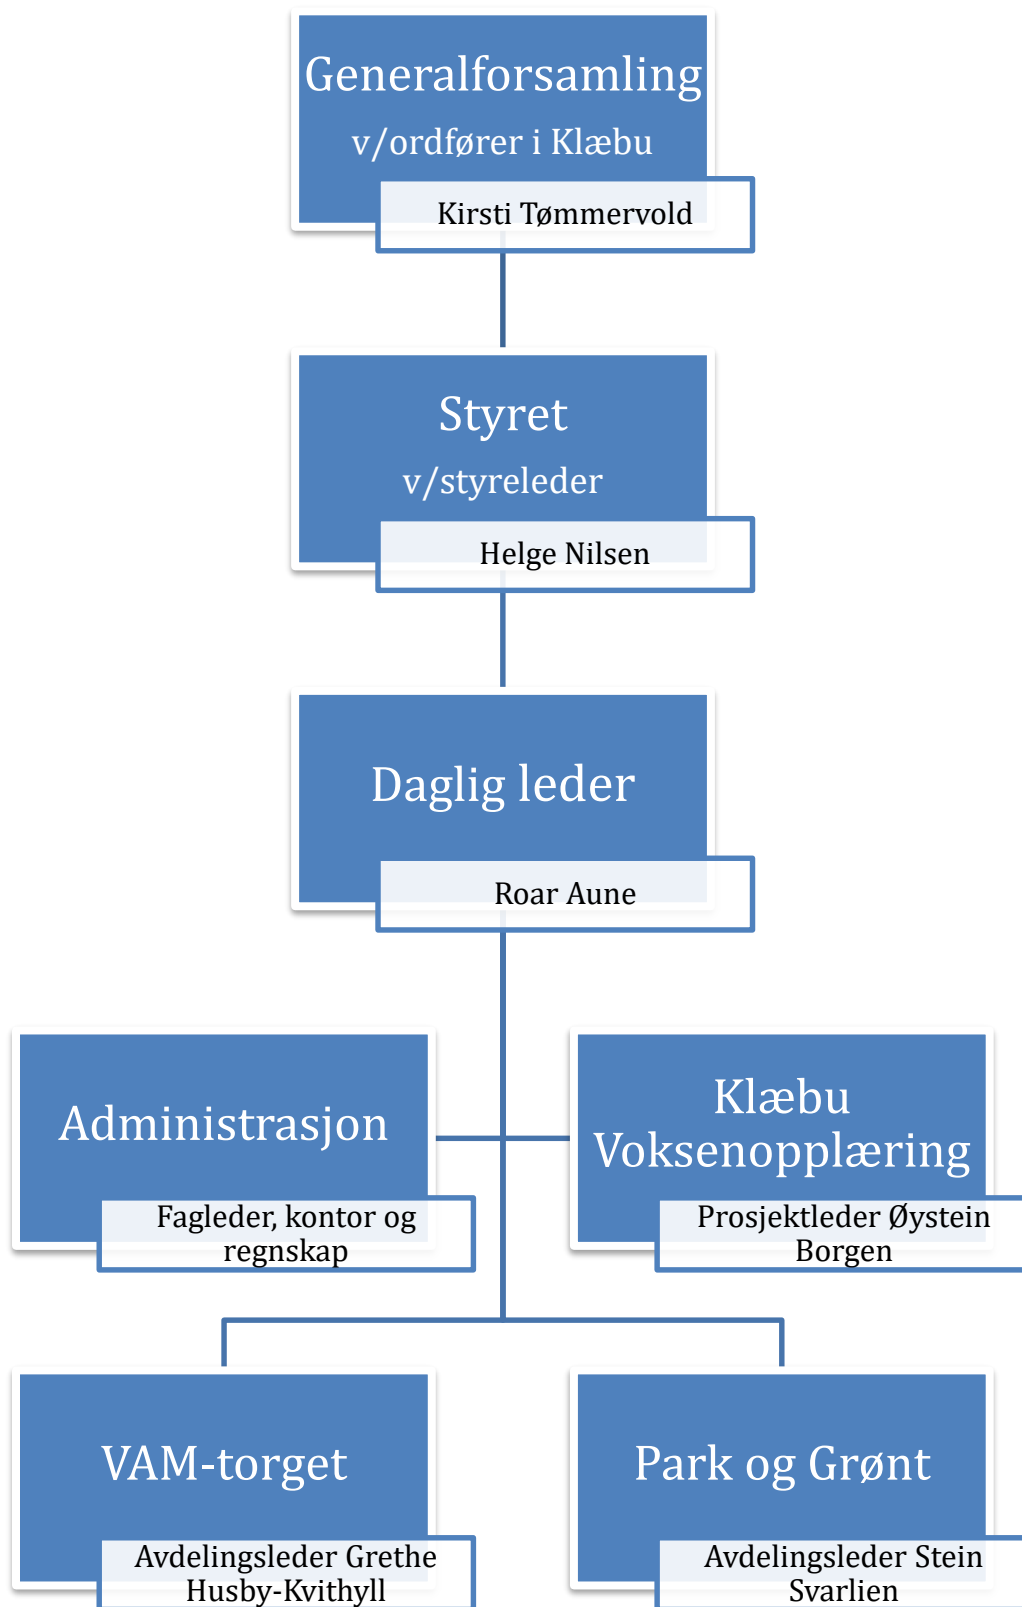 Generalforsamling
v/ordfører i Klæbu
Kirsti Tømmervold
Styret
v/styreleder
Helge Nilsen
Daglig leder
Roar Aune
Administrasjon
Fagleder, kontor og
regnskap
Klæbu
Voksenopplæring
Prosjektleder Øystein
Borgen
VAM-torget
Avdelingsleder Grethe
Husby-Kvithyll
Park og Grønt
Avdelingsleder Stein
Svarlien